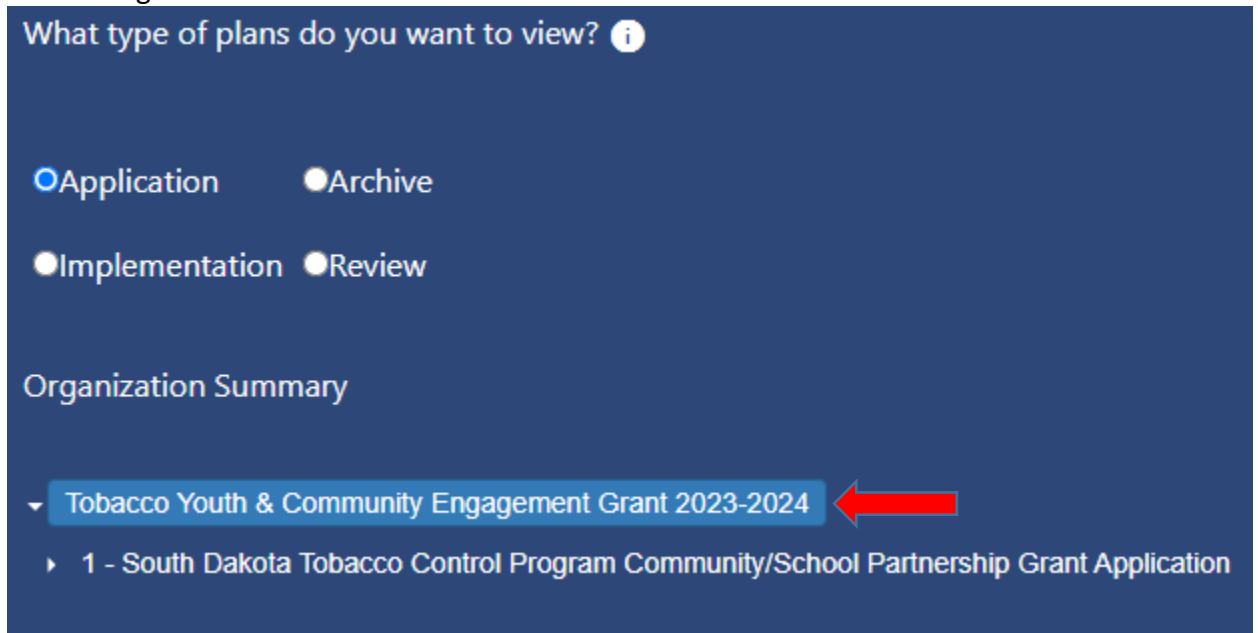 What type of plans do you want to view? i
Application Archive
Implementation Review
Organization Summary
Tobacco Youth & Community Engagement Grant 2023-2024
1 - South Dakota Tobacco Control Program Community/School Partnership Grant Application